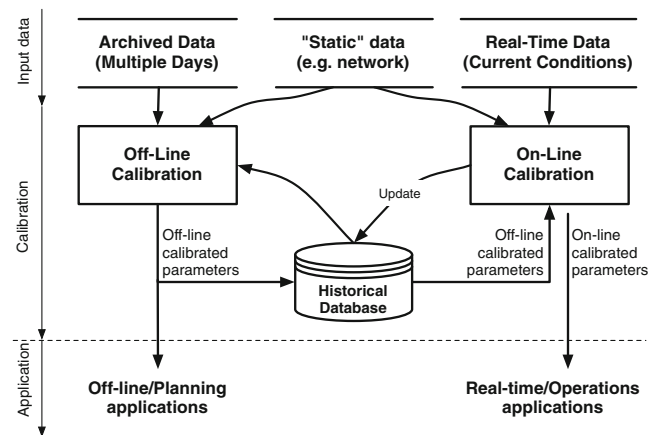 Input data
Archived Data
(Multiple Days)
"Static" data
(e.g. network)
Real-Time Data
(Current Conditions)
Calibration
Off-Line
Calibration
On-Line
Calibration
Update
Off-line
calibrated
parameters
Historical
Database
Off-line
calibrated
parameters
On-line
calibrated
parameters
Application
Off-line/Planning
applications
Real-time/Operations
applications